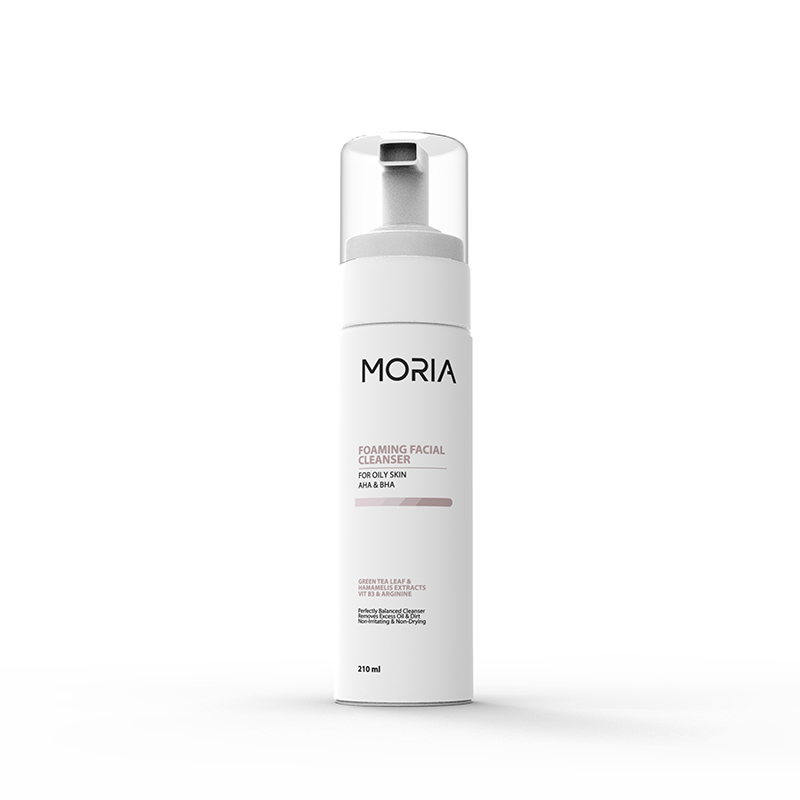 MORIA
FOAMING FACIAL
CLEANSER
FOR OILY SKIN
AHA & BHA
GREEN TEA LEAF &
HAMAMELIS EXTRACTS
VIT B3 & ARGININE
Perfectly Balanced Cleanser
Removes Excess Oil & Dirt
Non-Irritating & Non-Drying
210 ml